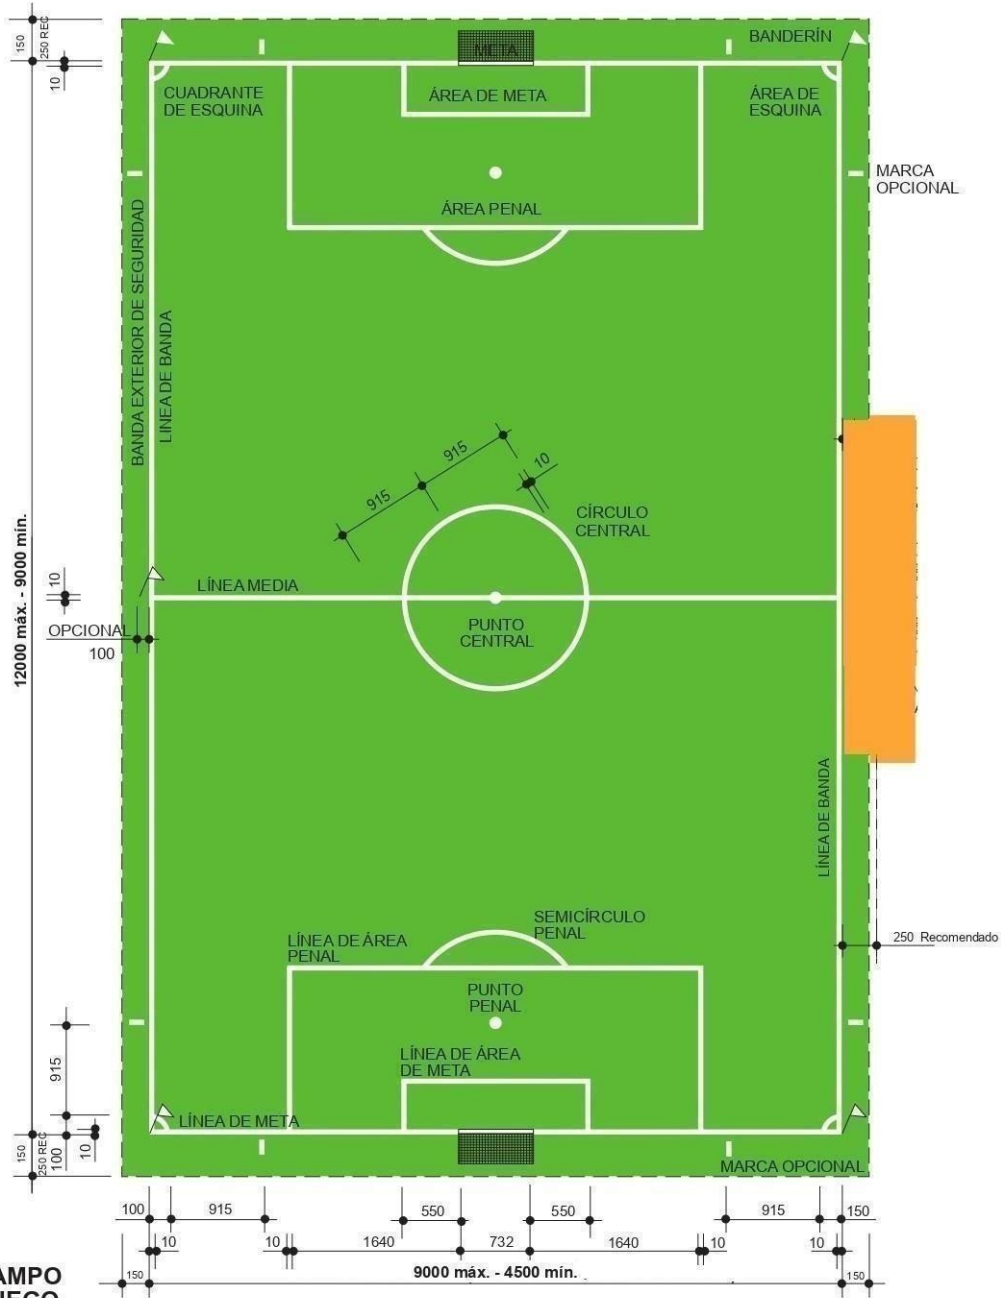 150
250 REC
10
META
BANDERÍN
CUADRANTE
DE ESQUINA
ÁREA DE META
ÁREA DE
ESQUINA
MARCA
OPCIONAL
ÁREA PENAL
BANDA EXTERIOR DE SEGURIDAD
LÍNEA DE BANDA
915
915
10
CÍRCULO
CENTRAL
12000 máx. - 9000 mín.
10
LÍNEA MEDIA
OPCIONAL
100
PUNTO
CENTRAL
LÍNEA DE BANDA
SEMICÍRCULO
PENAL
LÍNEA DE ÁREA
PENAL
250 Recomendado
PUNTO
PENAL
915
LÍNEA DE ÁREA
DE META
LÍNEA DE META
150
250 REC
100
10
MARCA OPCIONAL
100 915 550 550 915 150
10 10 1640 732 1640 10 10
150 9000 máx. - 4500 mín. 150
AMPO